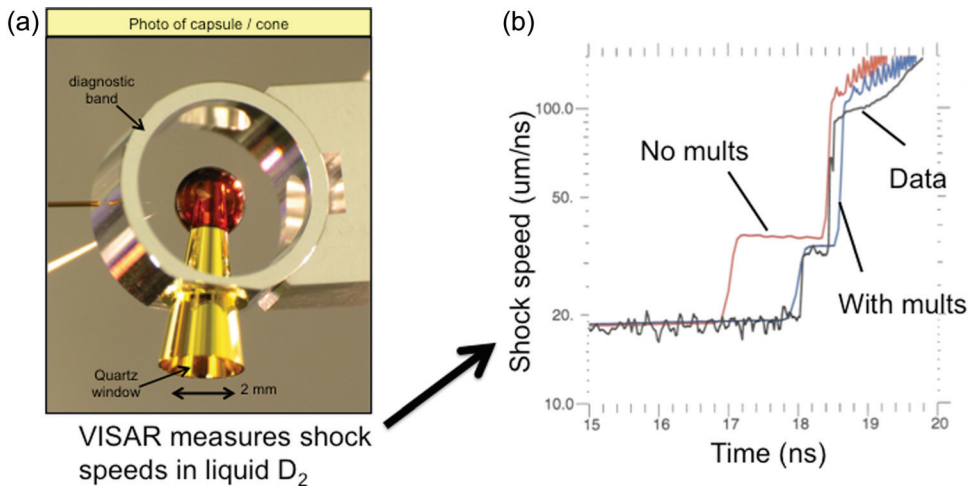 (a)
Photo of capsule / cone
diagnostic
band
Quartz
window
2 mm
VISAR measures shock
speeds in liquid D₂
(b)
Shock speed (um/ns)
100.0
50.
20.
10.0
No mults
Data
With mults
15
16
17
18
19
20
Time (ns)